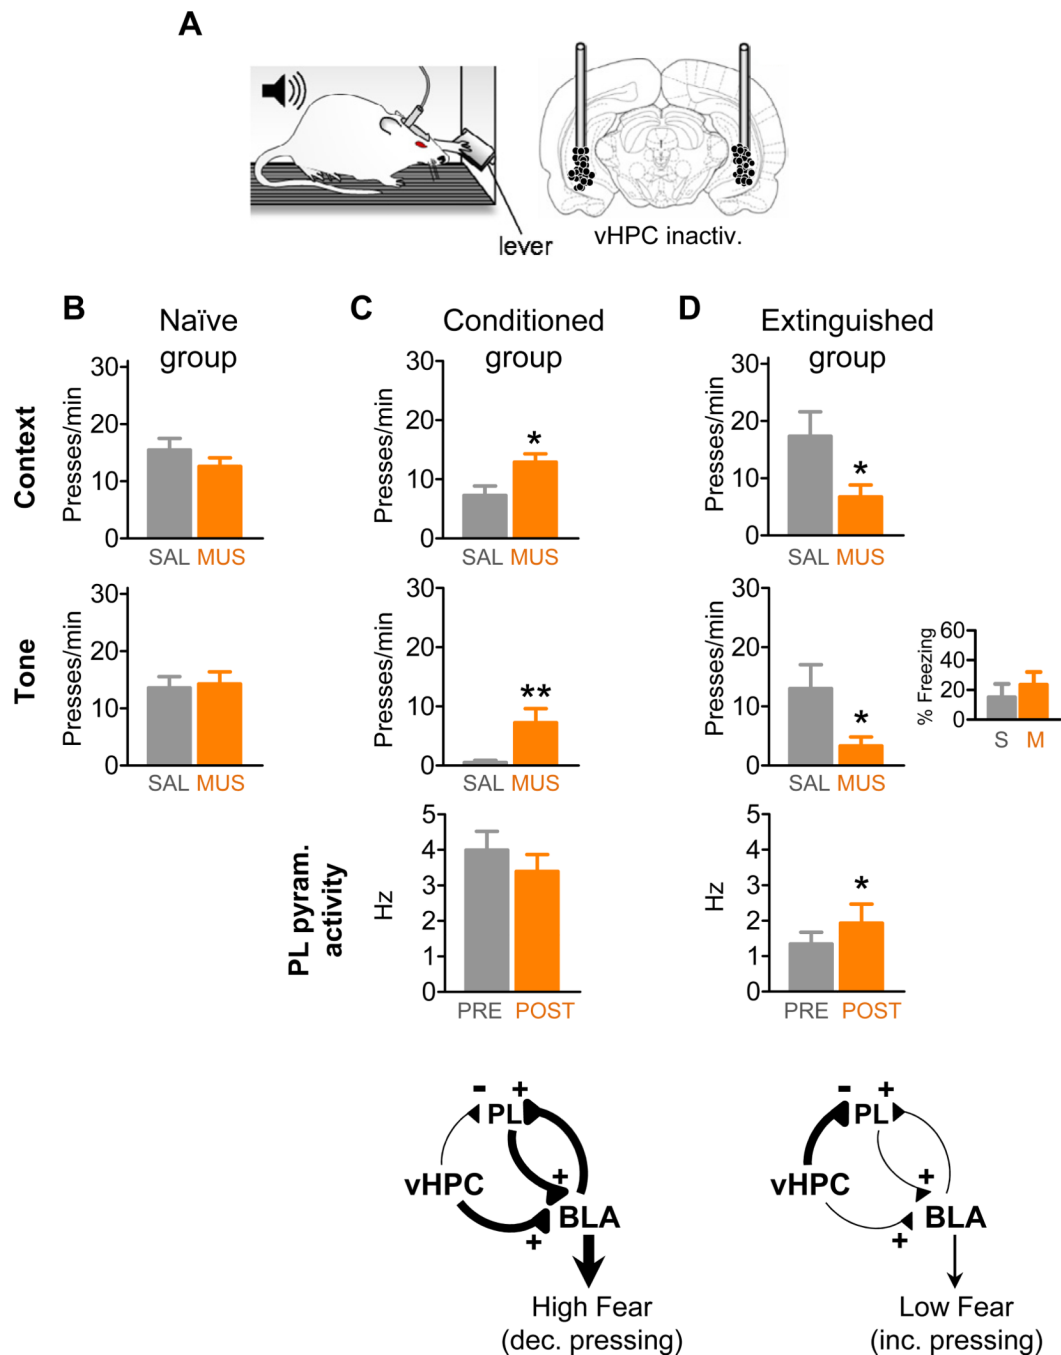 A
lever
vHPC inactiv.
B
Naïve
group
C
Conditioned
group
D
Extinguished
group
Context
Presses/min
30
20
10
0
SAL MUS
Presses/min
30
20
10
0
*
SAL MUS
Presses/min
30
20
10
0
*
SAL MUS
Tone
Presses/min
30
20
10
0
SAL MUS
Presses/min
30
20
10
0
**
SAL MUS
Presses/min
30
20
10
0
*
SAL MUS
% Freezing
60
40
20
0
S M
PL pyram.
activity
Hz
5
4
3
2
1
0
PRE POST
Hz
5
4
3
2
1
0
*
PRE POST
- +
PL
+
vHPC
BLA
+
High Fear
(dec. pressing)
- +
PL
+
vHPC
BLA
+
Low Fear
(inc. pressing)